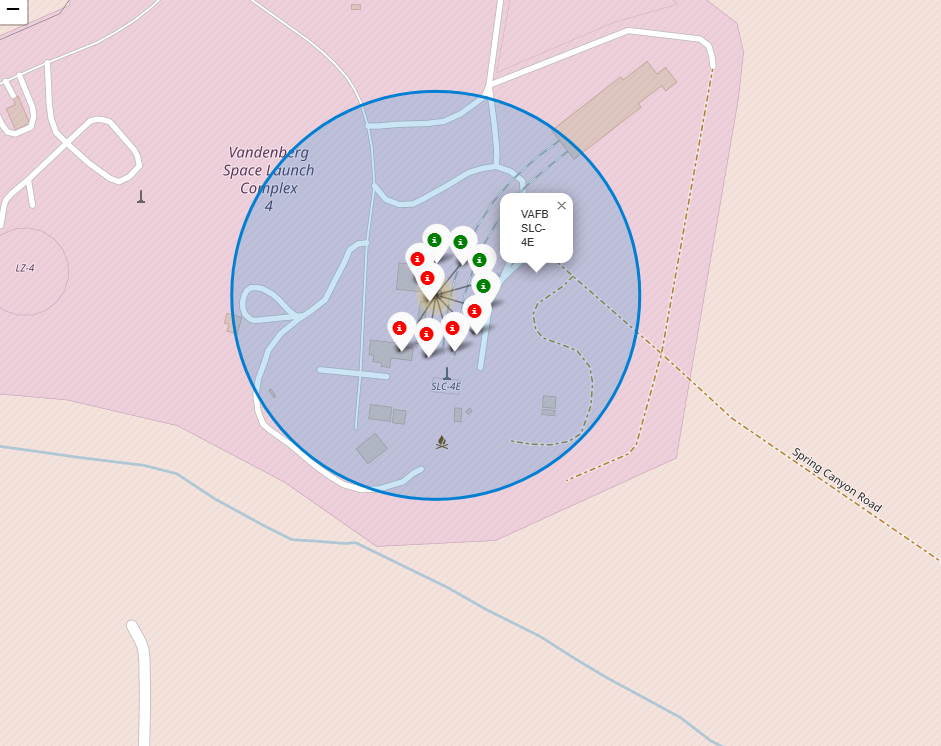 −
Vandenberg
Space Launch
Complex
4
VAFB
SLC-
4E
×
LZ-4
SLC-4E
Spring Canyon Road